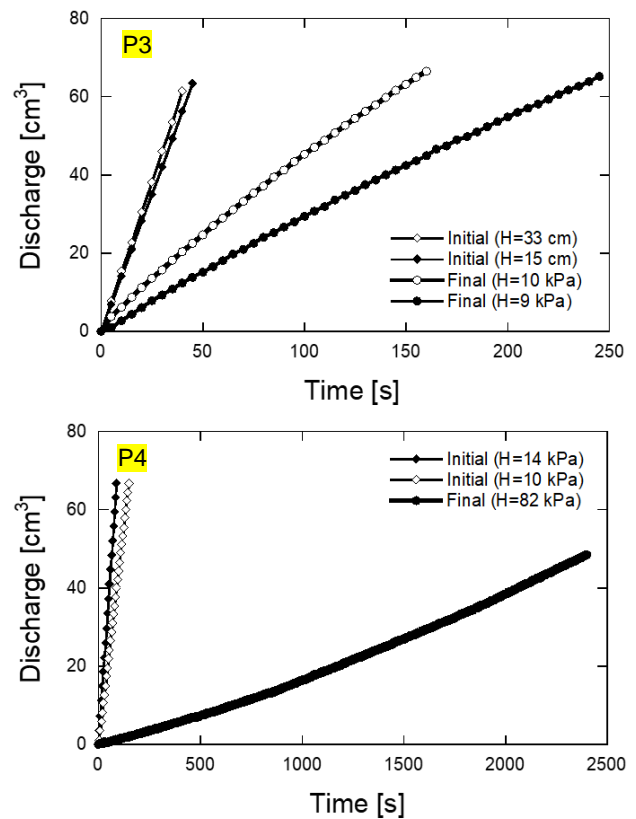 P3
Discharge [cm³]
80
60
40
20
0
Initial (H=33 cm)
Initial (H=15 cm)
Final (H=10 kPa)
Final (H=9 kPa)
0 50 100 150 200 250
Time [s]
P4
Discharge [cm³]
80
60
40
20
0
Initial (H=14 kPa)
Initial (H=10 kPa)
Final (H=82 kPa)
0 500 1000 1500 2000 2500
Time [s]